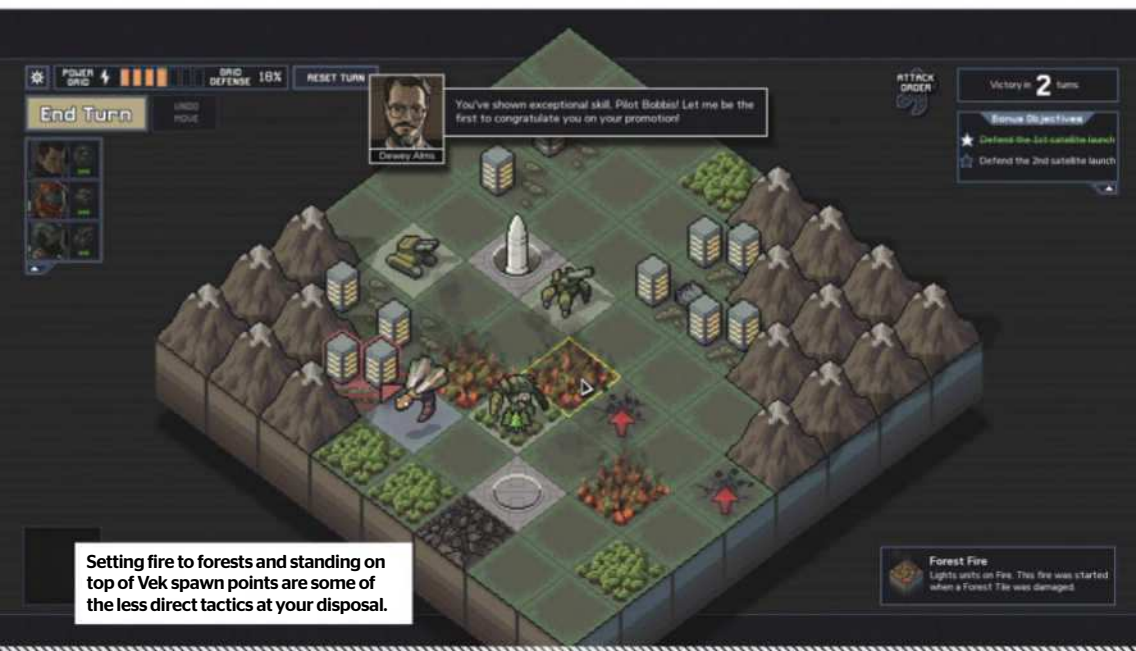 POWER GRID
GRID DEFENSE 18%
RESET TURN
End Turn
UNDO MOVE
You've shown exceptional skill, Pilot Bobbis! Let me be the
first to congratulate you on your promotion!
Dewey Alms
ATTACK ORDER
Victory in 2 turns
Bonus Objectives
Defend the 1st satellite launch
Defend the 2nd satellite launch
Setting fire to forests and standing on
top of Vek spawn points are some of
the less direct tactics at your disposal.
Forest Fire
Lights units on Fire. This fire was started
when a Forest Tile was damaged.